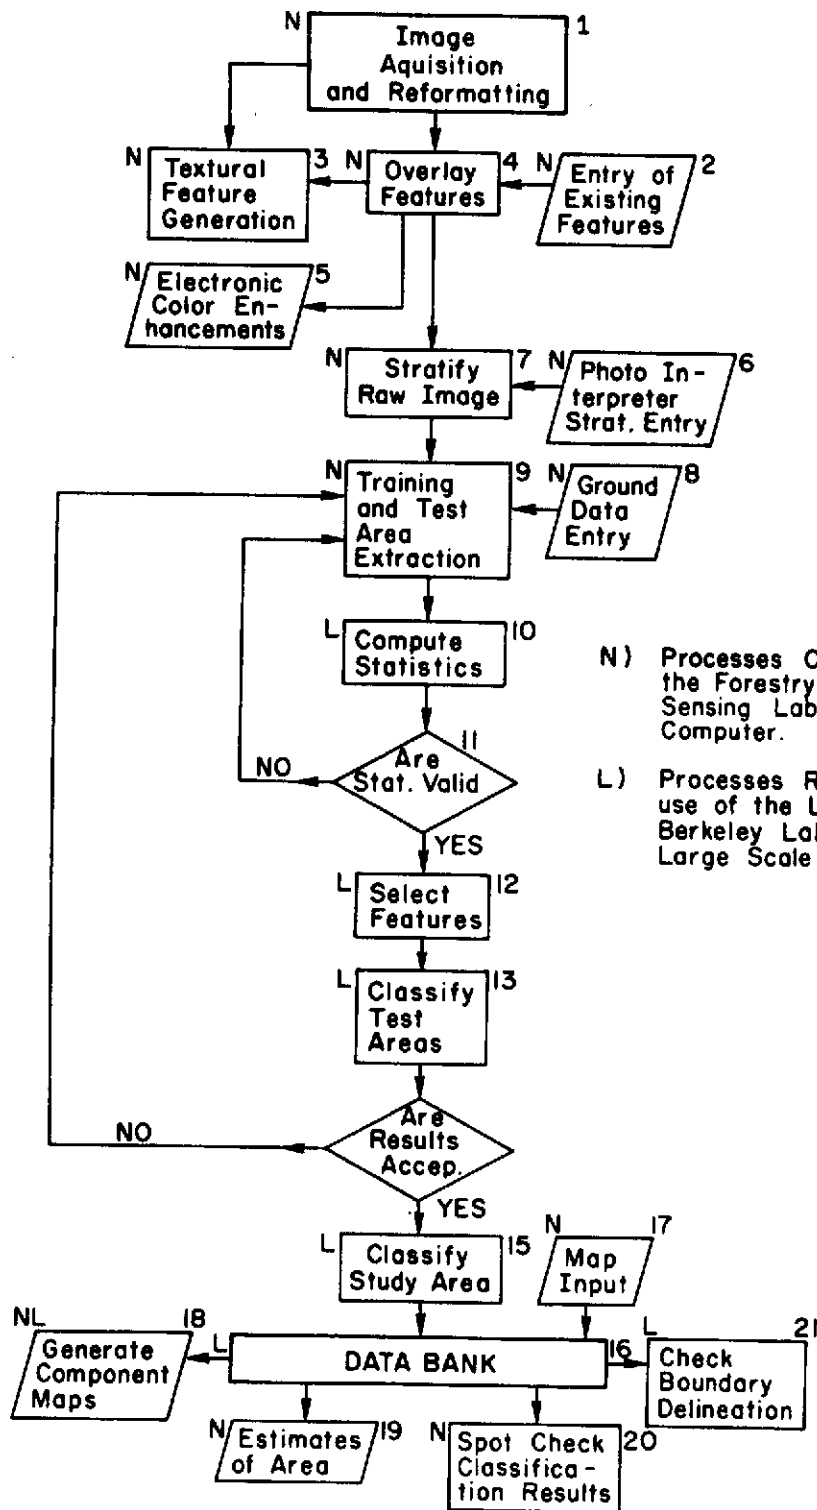 N 1
Image
Aquisition
and Reformatting
N 3
Textural
Feature
Generation
N 4
Overlay
Features
N 2
Entry of
Existing
Features
N 5
Electronic
Color En-
hancements
N 7
Stratify
Raw Image
N 6
Photo In-
terpreter
Strat. Entry
N 9
Training
and Test
Area
Extraction
N 8
Ground
Data
Entry
L 10
Compute
Statistics
N) Processes
the Forestry
Sensing Lab
Computer.
L) Processes
use of the
Berkeley
Large Scale
11
Are
Stat. Valid
NO
YES
L 12
Select
Features
L 13
Classify
Test
Areas
Are
Results
Accep.
NO
YES
L 15
Classify
Study Area
N 17
Map
Input
NL 18
Generate
Component
Maps
L 16
DATA BANK
L 21
Check
Boundary
Delineation
N 19
Estimates
of Area
N 20
Spot Check
Classifica-
tion Results